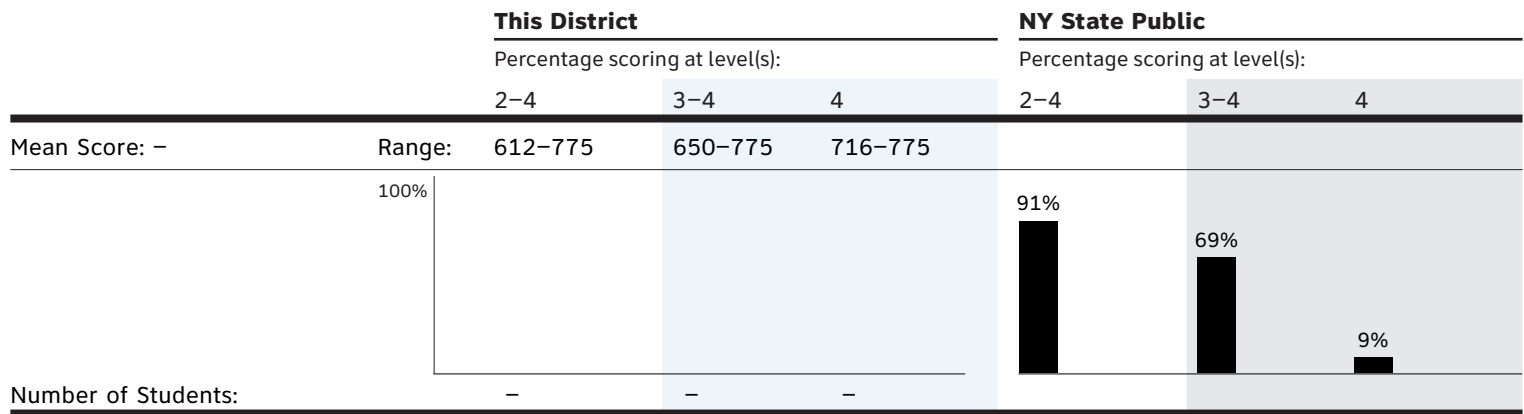 This District NY State Public
Percentage scoring at level(s): Percentage scoring at level(s):
2–4 3–4 4 2–4 3–4 4
Mean Score: – Range: 612–775 650–775 716–775
100%
91%
69%
9%
Number of Students: – – –